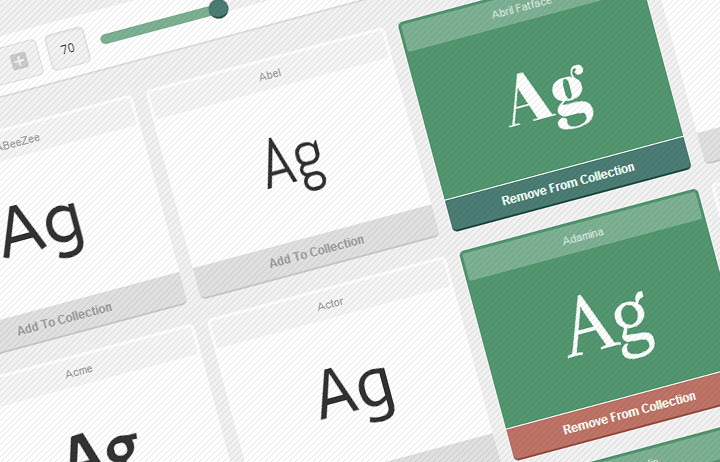 70
ABeeZee
Ag
Add To Collection
Abel
Ag
Add To Collection
Abril Fatface
Ag
Remove From Collection
Acme
Ag
Actor
Ag
Adamina
Ag
Remove From Collection